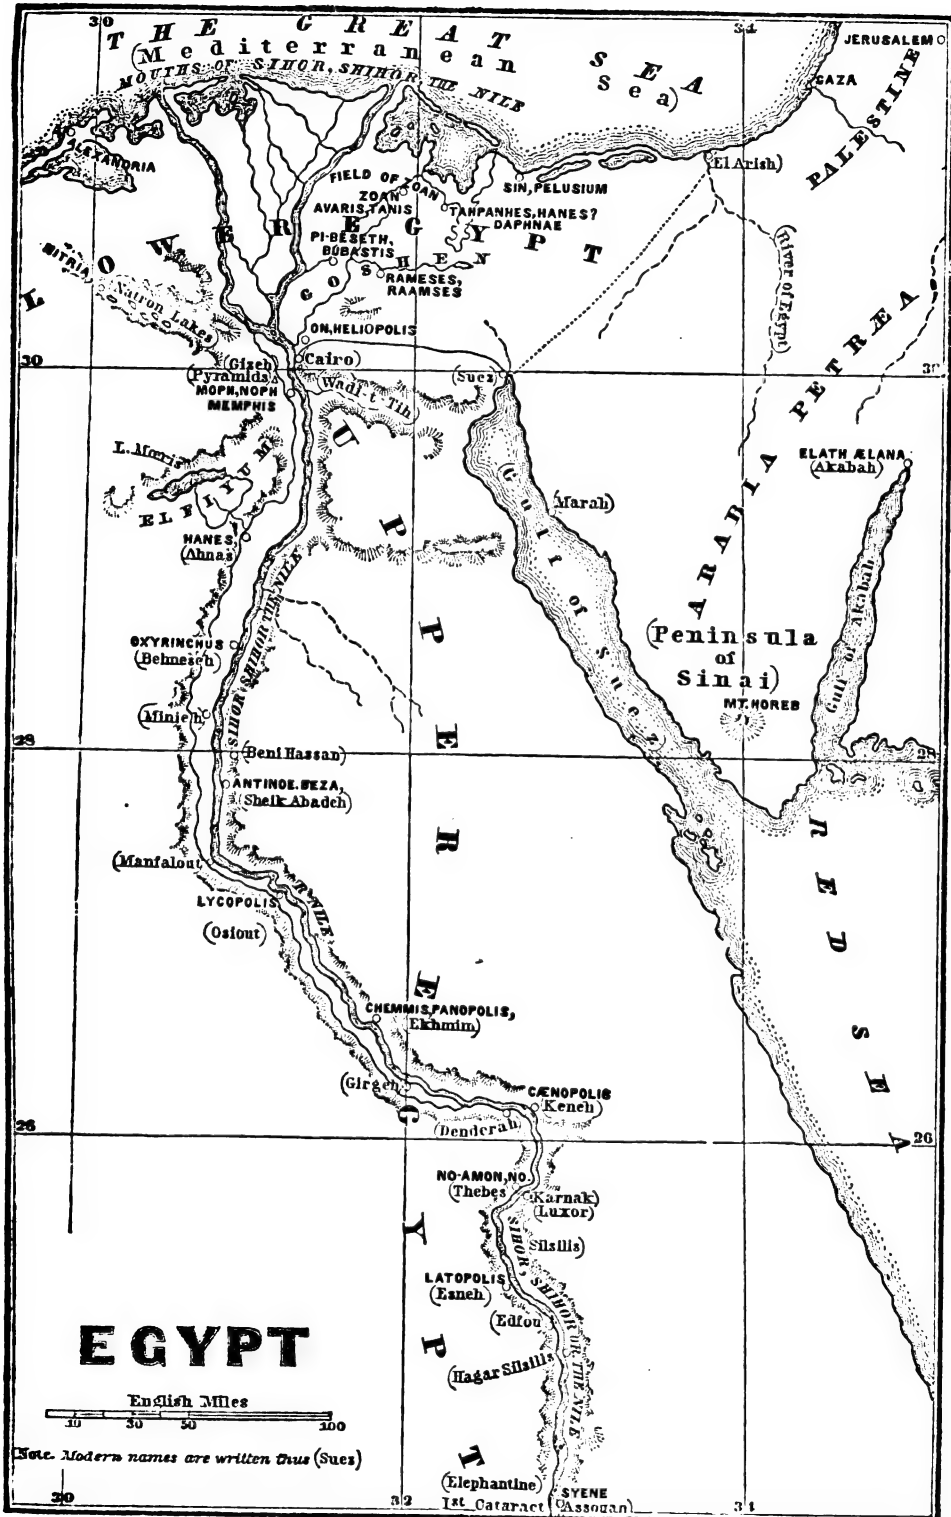 30
34
THE GREAT SEA
(Mediterranean Sea)
MOUTHS OF SIHOR, SHIHOR THE NILE
JERUSALEM
GAZA
PALESTINE
ALEXANDRIA
El Arish)
FIELD OF ZOAN
ZOAN
AVARIS, TANIS
SIN, PELUSIUM
TAHPANHES, HANES?
DAPHNAE
LOWER EGYPT
PI-BESETH,
BUBASTIS
GOSHEN
RAMESES,
RAAMSES
NITRIA
Natron Lakes)
(River of Egypt)
ON, HELIOPOLIS
Cairo)
(Gizeh
(Pyramids
MOPH, NOPH
MEMPHIS
30
30
(Wadi-t-Tih)
(Suez)
ARABIA PETRÆA
L. Mœris
EL FIYUM
HANES,
(Ahnas)
ELATH ÆLANA
(Akabah)
Marah)
Gulf of Suez
Gulf of Akabah
UPPER EGYPT
SIHOR, SHIHOR THE NILE
OXYRINCHUS
(Behneseh)
(Peninsula
of
Sinai)
MT. HOREB
(Minieh
(Beni Hassan)
28
28
ANTINOE. BEZA,
(Sheik Abadeh)
(Manfalout
R. NILE
LYCOPOLIS
(Osiout)
RED SEA
CHEMMIS, PANOPOLIS,
Ekhmim)
(Girgeh
CÆNOPOLIS
Keneh)
(Denderah)
26
26
NO-AMON, NO.
(Thebes)
Karnak)
(Luxor)
Silsilis)
SIHOR, SHIHOR OR THE NILE
LATOPOLIS
(Esneh)
Edfou
(Hagar Silsilis
EGYPT
English Miles
10 30 50 100
Note. Modern names are written thus (Sues)
(Elephantine)
SYENE
1st Cataract
(Assouan)
30
32
34